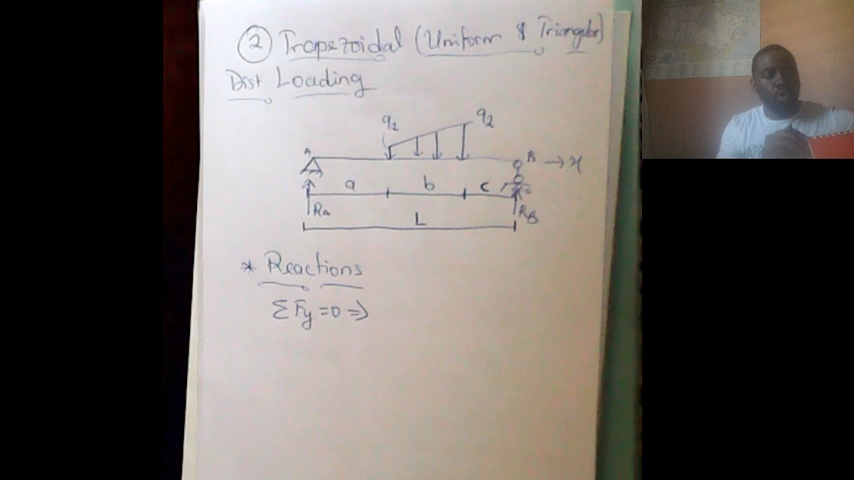 ② Trapezoidal (Uniform & Triangular)
Dist Loading
q1 q2
A B → x
a b c
RA RB
L
* Reactions
ΣFy = 0 ⇒